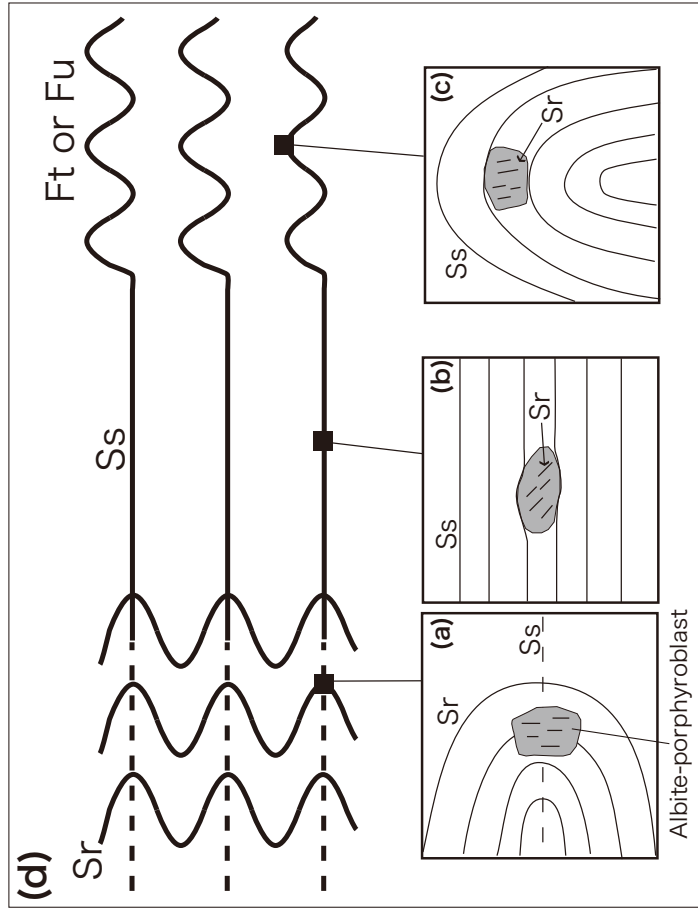 (d)
Sr
Ss
Ft or Fu
(a)
Sr
Ss
Albite-porphyroblast
(b)
Ss
Sr
(c)
Ss
Sr